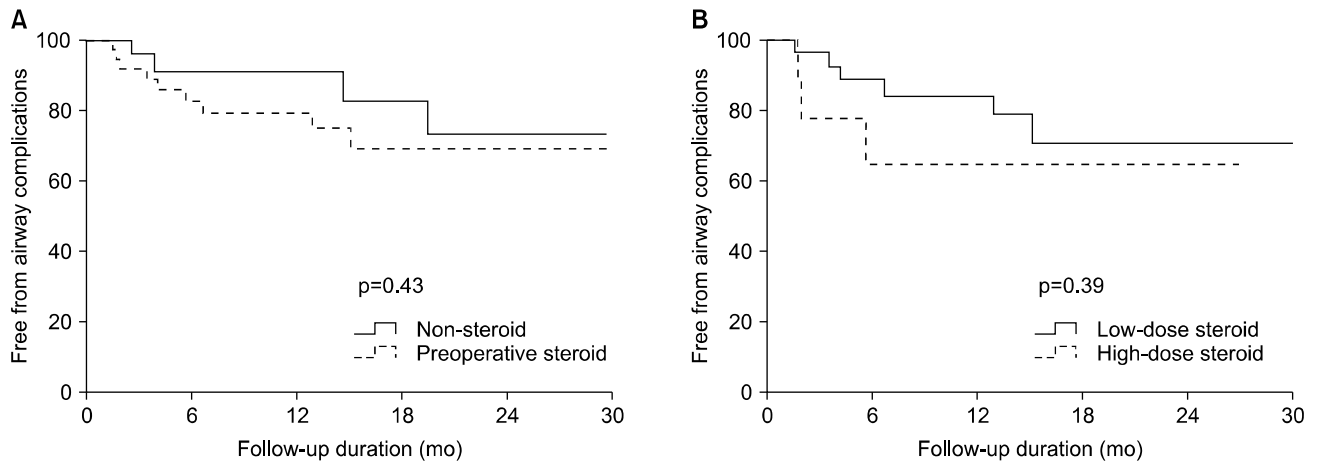 A
100
80
60
40
20
0
Free from airway complications
p=0.43
Non-steroid
Preoperative steroid
0 6 12 18 24 30
Follow-up duration (mo)
B
100
80
60
40
20
0
Free from airway complications
p=0.39
Low-dose steroid
High-dose steroid
0 6 12 18 24 30
Follow-up duration (mo)